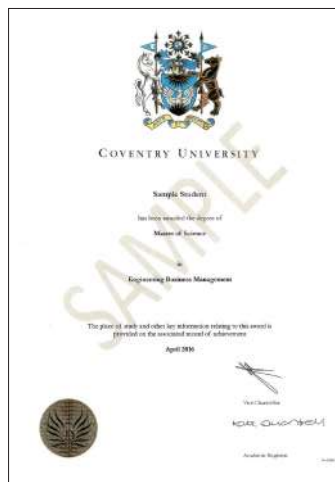 COVENTRY UNIVERSITY
Sample Student
has been awarded the degree of
Master of Science
in
Engineering Business Management
SAMPLE
The place of study and other key information relating to this award is
provided on the associated record of achievement
April 2016
Vice-Chancellor
Academic Registrar